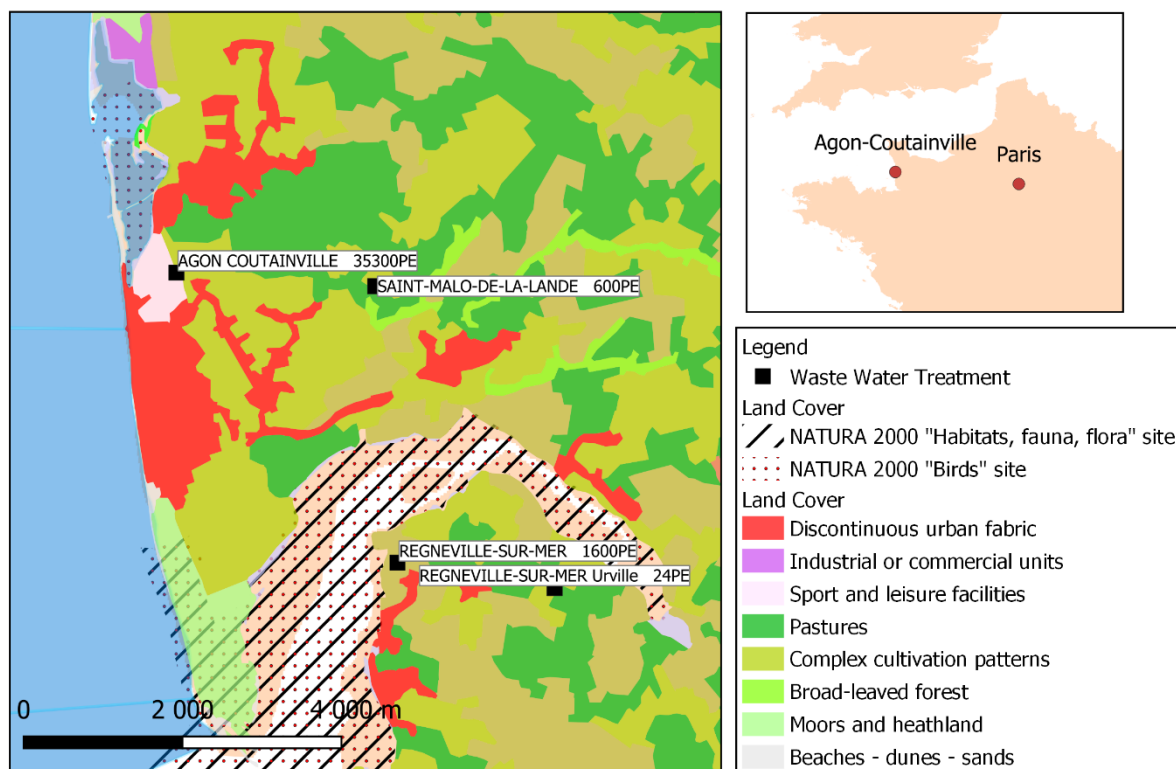 AGON COUTAINVILLE 35300PE
SAINT-MALO-DE-LA-LANDE 600PE
REGNEVILLE-SUR-MER 1600PE
REGNEVILLE-SUR-MER Urville 24PE
0 2 000 4 000 m
Agon-Coutainville
Paris
Legend
Waste Water Treatment
Land Cover
NATURA 2000 "Habitats, fauna, flora" site
NATURA 2000 "Birds" site
Land Cover
Discontinuous urban fabric
Industrial or commercial units
Sport and leisure facilities
Pastures
Complex cultivation patterns
Broad-leaved forest
Moors and heathland
Beaches - dunes - sands